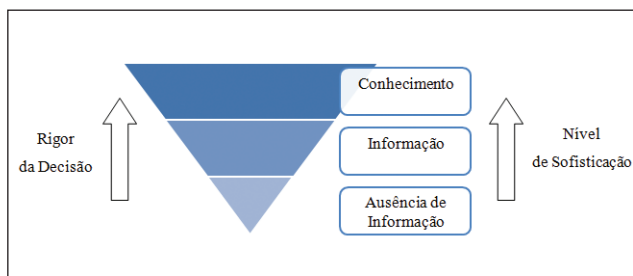 Conhecimento
Rigor
da Decisão
Informação
Nível
de Sofisticação
Ausência de
Informação